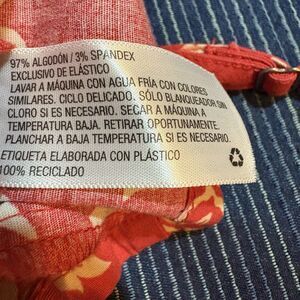 97% ALGODÓN / 3% SPANDEX
EXCLUSIVO DE ELÁSTICO
LAVAR A MÁQUINA CON AGUA FRÍA CON COLORES
SIMILARES. CICLO DELICADO. SÓLO BLANQUEADOR SIN
CLORO SI ES NECESARIO. SECAR A MÁQUINA A
TEMPERATURA BAJA. RETIRAR OPORTUNAMENTE.
PLANCHAR A BAJA TEMPERATURA SI ES NECESARIO
ETIQUETA ELABORADA CON PLÁSTICO
100% RECICLADO